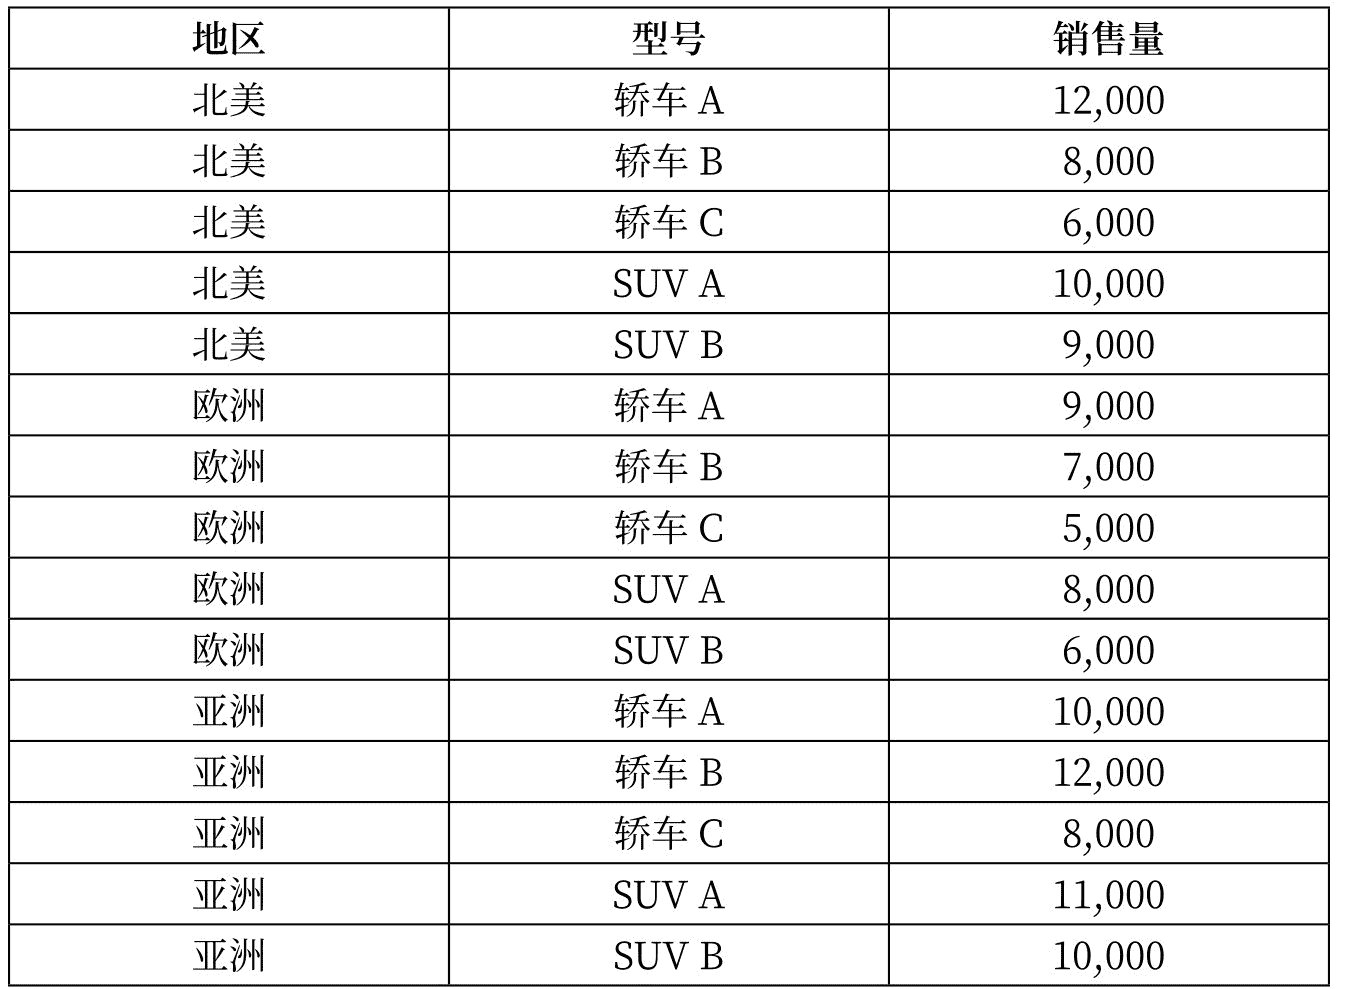 地区 型号 销售量
北美 轿车 A 12,000
北美 轿车 B 8,000
北美 轿车 C 6,000
北美 SUV A 10,000
北美 SUV B 9,000
欧洲 轿车 A 9,000
欧洲 轿车 B 7,000
欧洲 轿车 C 5,000
欧洲 SUV A 8,000
欧洲 SUV B 6,000
亚洲 轿车 A 10,000
亚洲 轿车 B 12,000
亚洲 轿车 C 8,000
亚洲 SUV A 11,000
亚洲 SUV B 10,000